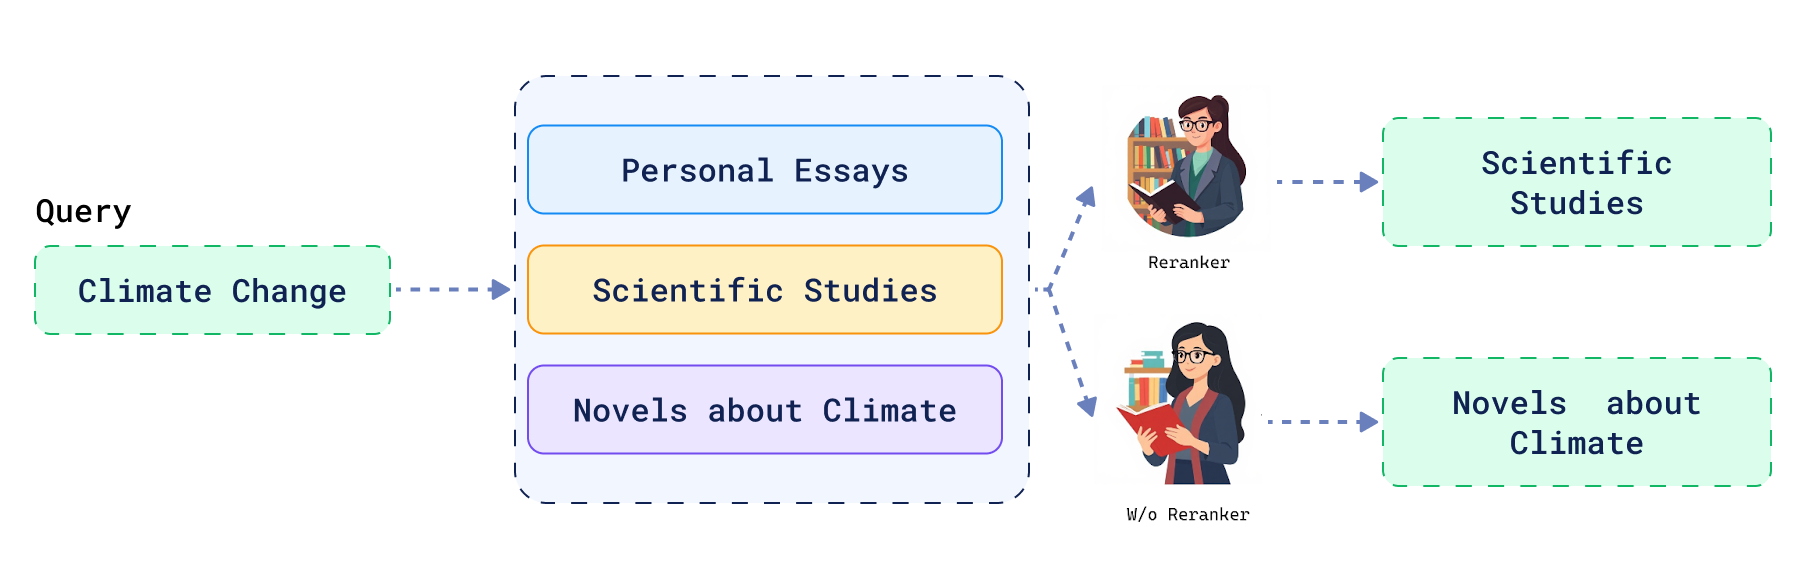 Query
Climate Change
Personal Essays
Scientific Studies
Novels about Climate
Reranker
W/o Reranker
Scientific
Studies
Novels about
Climate